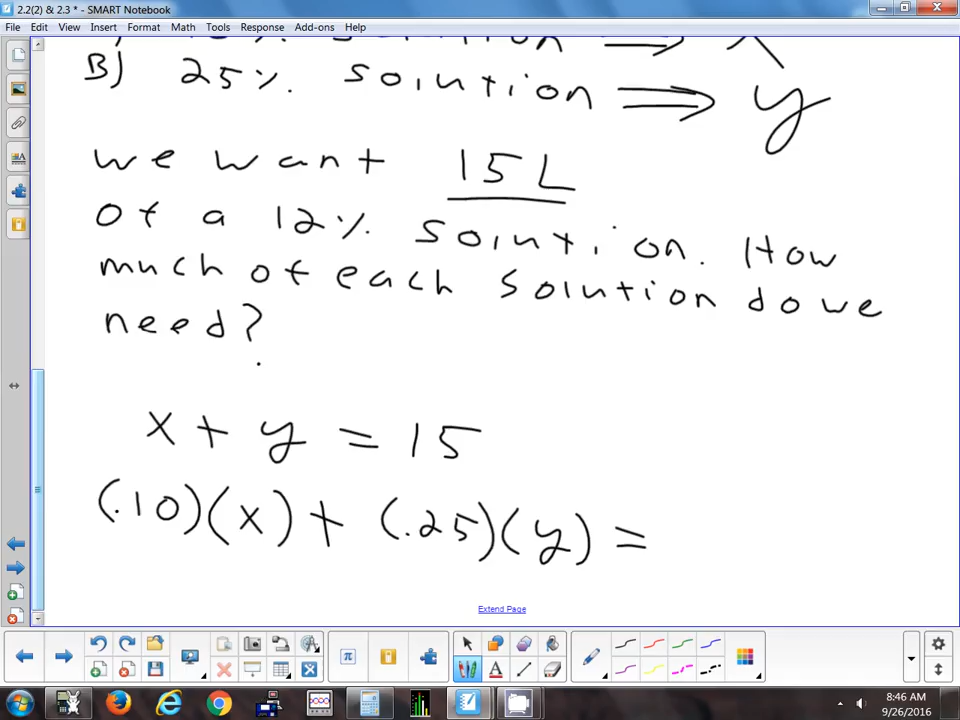 2.2(2) & 2.3 * - SMART Notebook
File Edit View Insert Format Math Tools Response Add-ons Help
solution ⟹ x
B) 25% solution ⟹ y
we want 15L
of a 12% solution. How
much of each solution do we
need?
x + y = 15
(.10)(x) + (.25)(y) =
Extend Page
8:46 AM
9/26/2016